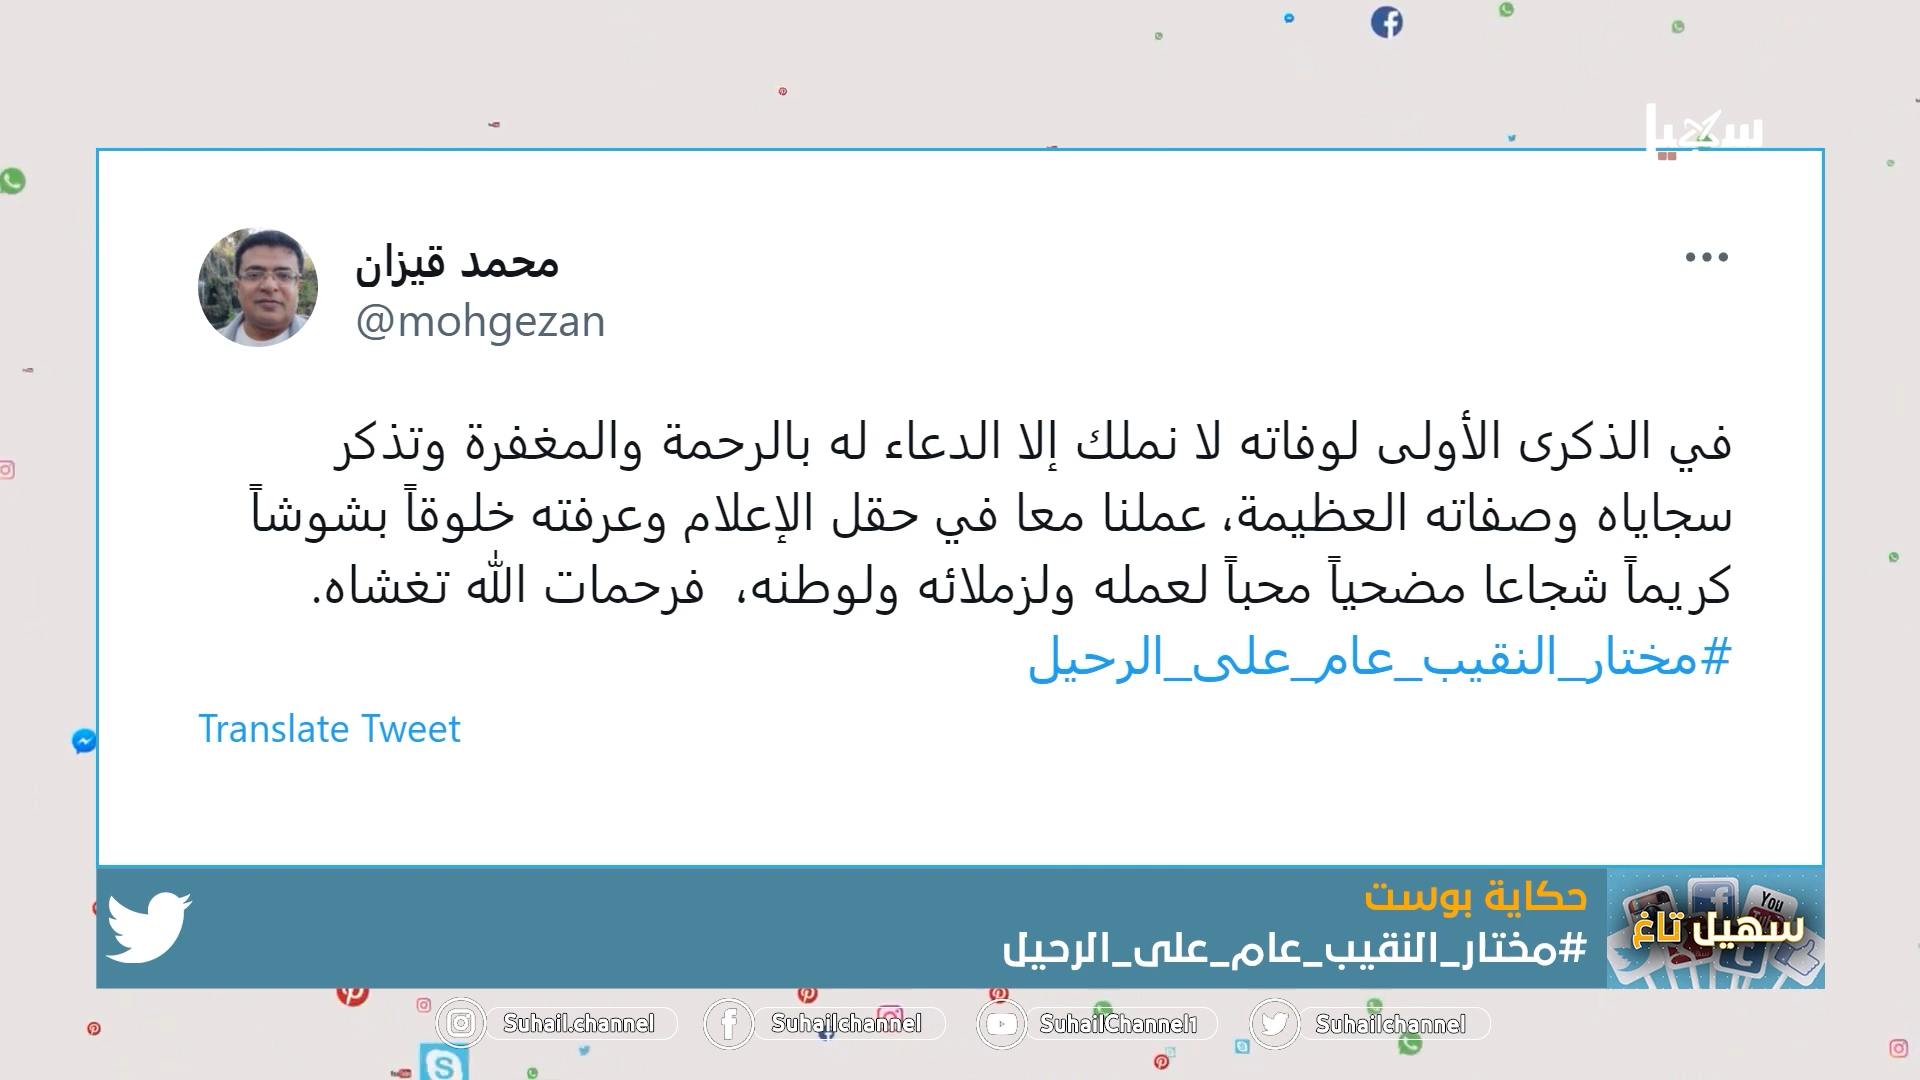 سهيل
محمد قيزان
@mohgezan
في الذكرى الأولى لوفاته لا نملك إلا الدعاء له بالرحمة والمغفرة وتذكر
سجاياه وصفاته العظيمة، عملنا معا في حقل الإعلام وعرفته خلوقاً بشوشاً
كريماً شجاعا مضحياً محباً لعمله ولزملائه ولوطنه، فرحمات الله تغشاه.
#مختار_النقيب_عام_على_الرحيل
Translate Tweet
حكاية بوست
#مختار_النقيب_عام_على_الرحيل
You
سهيل تاغ
Suhail.channel
Suhailchannel
SuhailChannel1
Suhailchannel